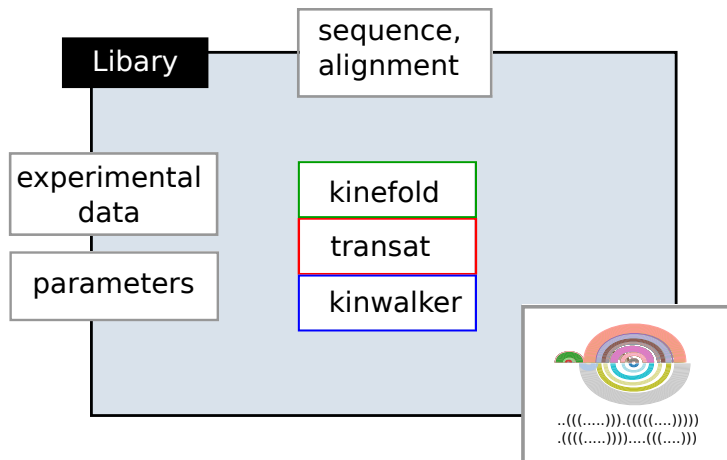 sequence,
alignment
Libary
experimental
data
parameters
kinefold
transat
kinwalker
..(((.....))).(((((....)))))
.((((.....))))....(((....)))